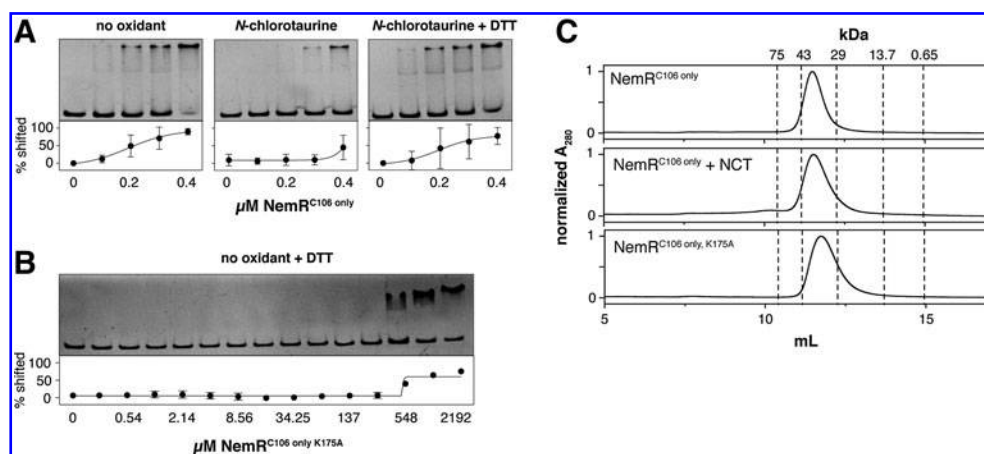 A
no oxidant
N-chlorotaurine
N-chlorotaurine + DTT
% shifted
100
50
0
0 0.2 0.4
0 0.2 0.4
0 0.2 0.4
µM NemR^C106 only
B
no oxidant + DTT
% shifted
100
50
0
0 0.54 2.14 8.56 34.25 137 548 2192
µM NemR^C106 only K175A
C
kDa
75 43 29 13.7 0.65
normalized A280
1
NemR^C106 only
0
1
NemR^C106 only + NCT
0
1
NemR^C106 only, K175A
0
5 10 15
mL